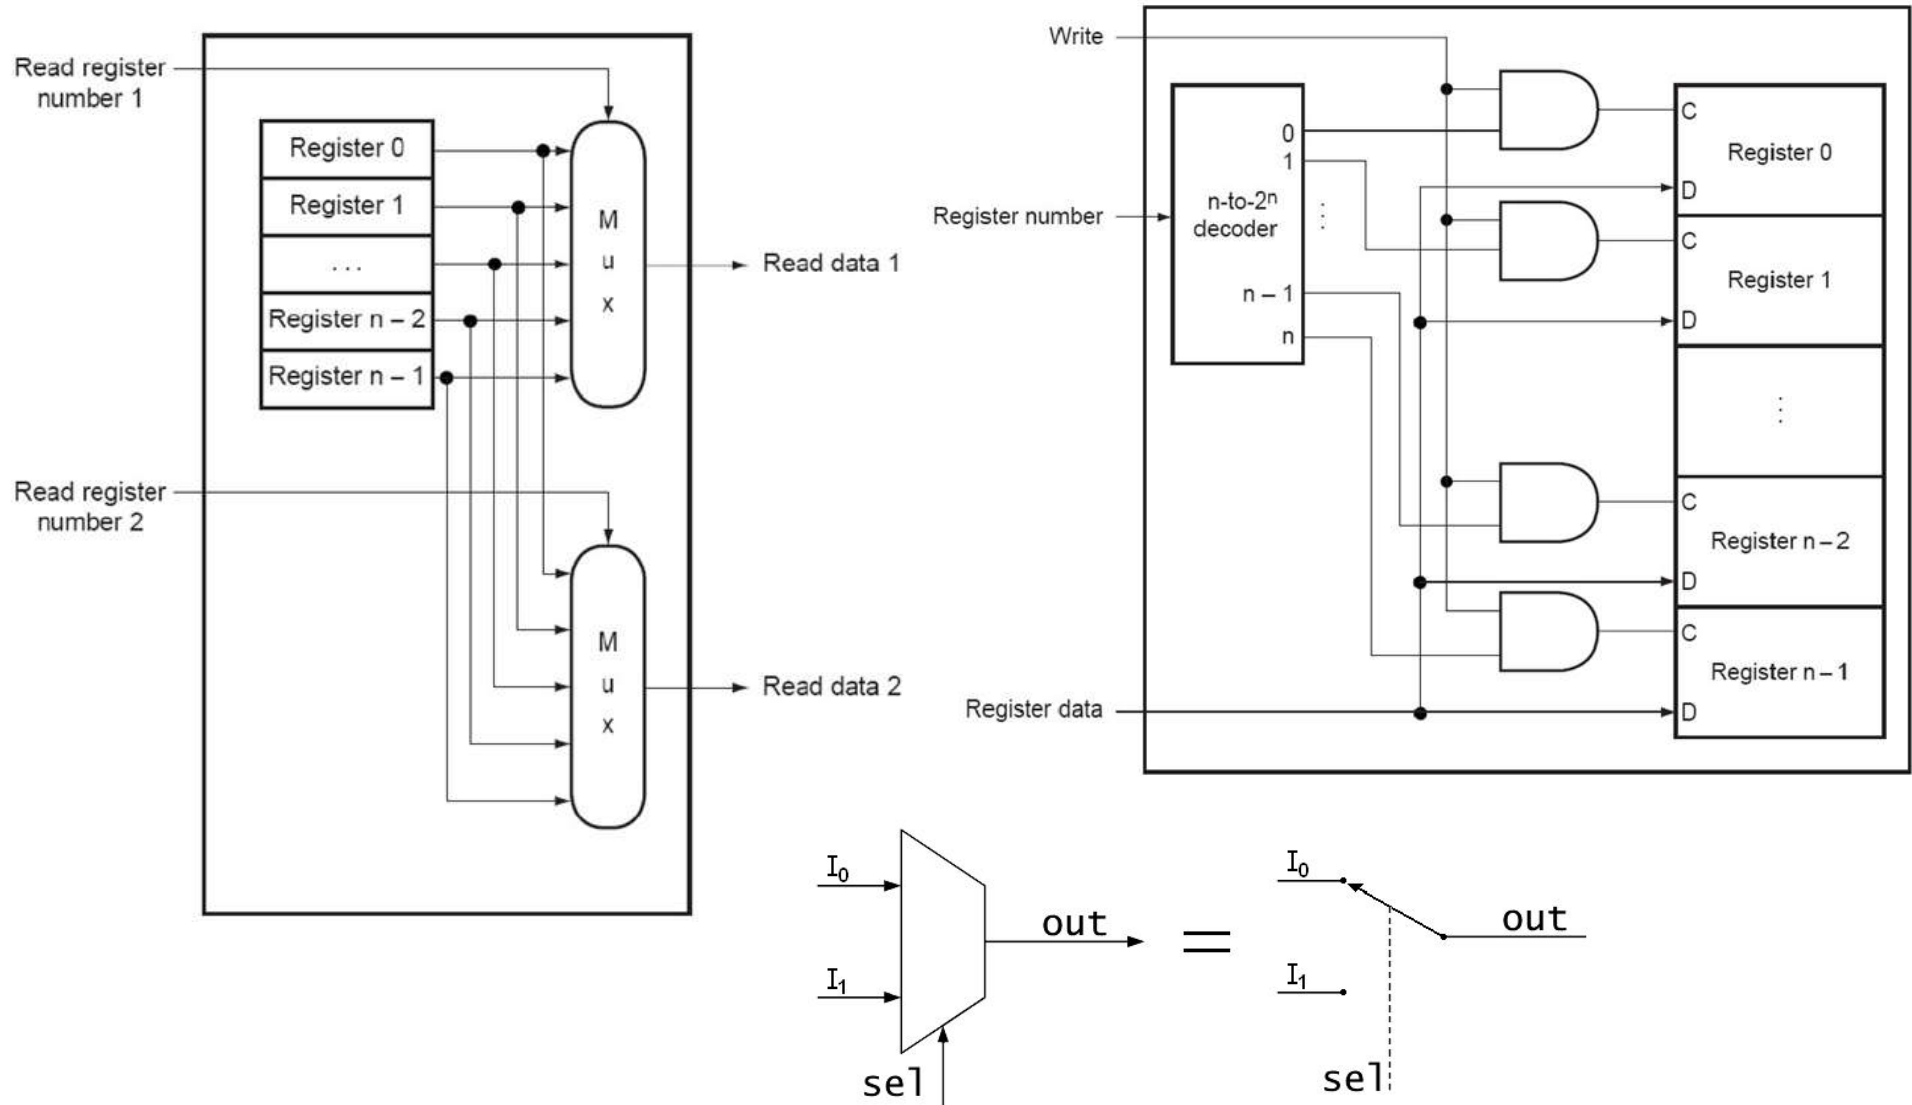 Read register
number 1
Register 0
Register 1
...
Register n – 2
Register n – 1
M
u
x
Read data 1
Read register
number 2
M
u
x
Read data 2
Write
Register number
n-to-2ⁿ
decoder
0
1
⋮
n – 1
n
C
Register 0
D
C
Register 1
D
⋮
C
Register n – 2
D
C
Register n – 1
D
Register data
I₀
I₁
out
sel
=
I₀
I₁
out
sel